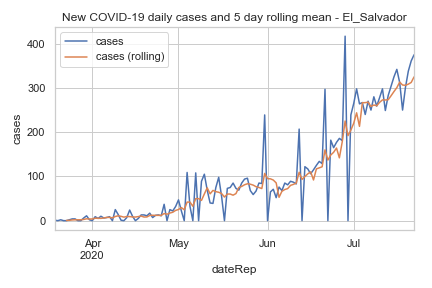 New COVID-19 daily cases and 5 day rolling mean - El_Salvador
cases
cases (rolling)
400
300
200
100
0
cases
Apr
2020
May
Jun
Jul
dateRep